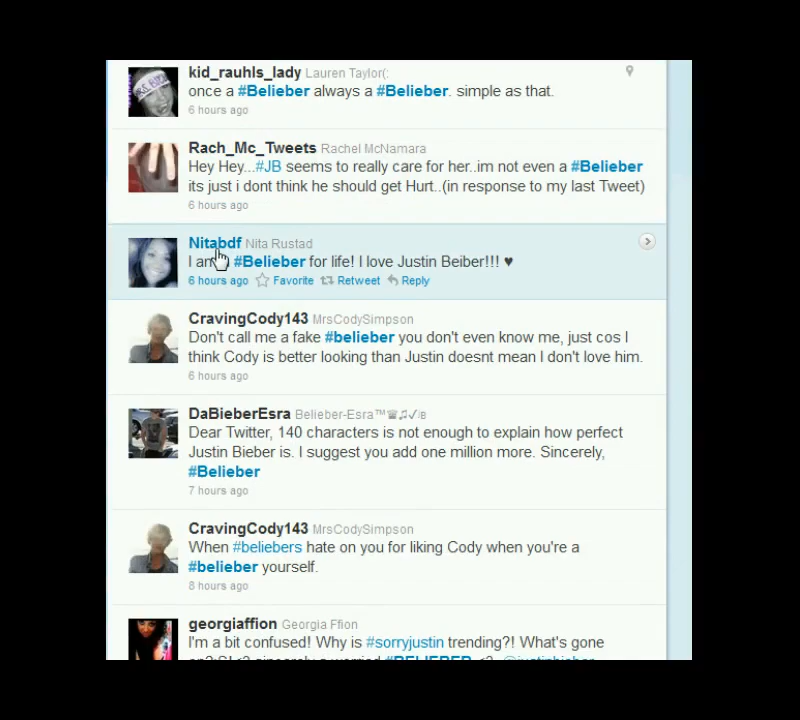 kid_rauhls_lady Lauren Taylor(:
once a #Belieber always a #Belieber. simple as that.
6 hours ago
Rach_Mc_Tweets Rachel McNamara
Hey Hey...#JB seems to really care for her..im not even a #Belieber
its just i dont think he should get Hurt..(in response to my last Tweet)
6 hours ago
Nitabdf Nita Rustad
I am #Belieber for life! I love Justin Beiber!!! ♥
6 hours ago Favorite Retweet Reply
CravingCody143 MrsCodySimpson
Don't call me a fake #belieber you don't even know me, just cos I
think Cody is better looking than Justin doesnt mean I don't love him.
6 hours ago
DaBieberEsra Belieber-Esra™♛♫✓
Dear Twitter, 140 characters is not enough to explain how perfect
Justin Bieber is. I suggest you add one million more. Sincerely,
#Belieber
7 hours ago
CravingCody143 MrsCodySimpson
When #beliebers hate on you for liking Cody when you're a
#belieber yourself.
8 hours ago
georgiaffion Georgia Ffion
I'm a bit confused! Why is #sorryjustin trending?! What's gone
sincerely a worried #BELIEBER <3 @justinbieber